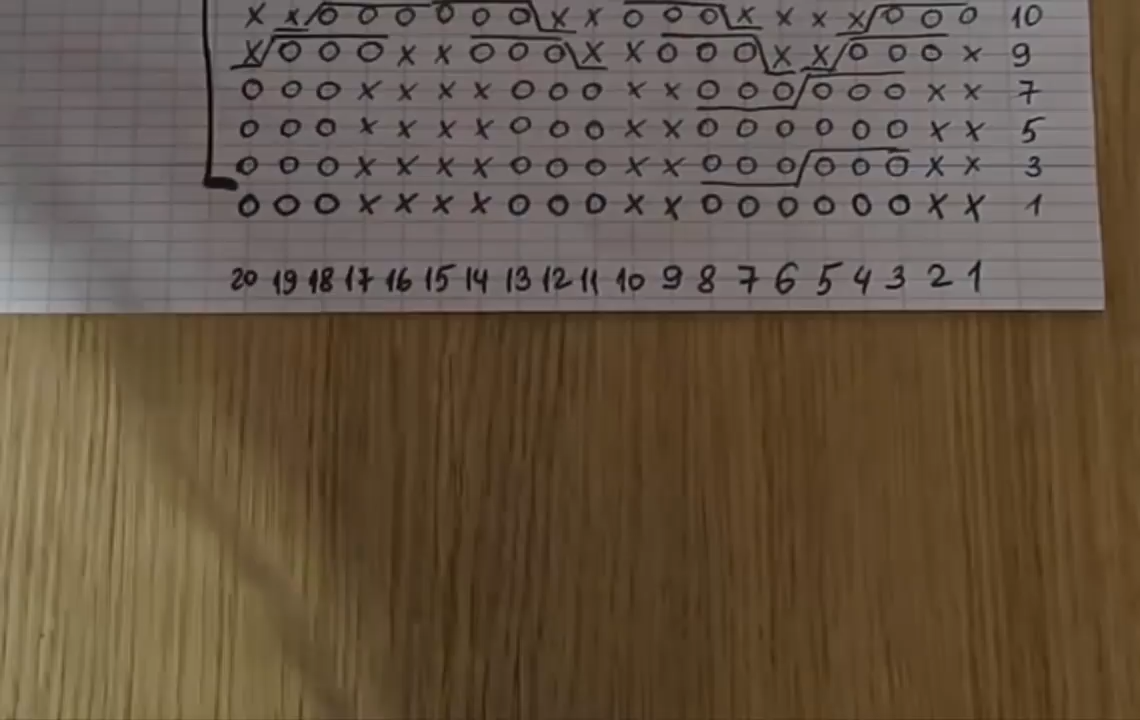 x x/o o o o o o\x x o o o\x x x x/o o o 10
x/o o o x x o o o\x x o o o\x x/o o o x 9
o o o x x x x o o o x x o o o/o o o x x 7
o o o x x x x o o o x x o o o o o o x x 5
o o o x x x x o o o x x o o o/o o o x x 3
o o o x x x x o o o x x o o o o o o x x 1
20 19 18 17 16 15 14 13 12 11 10 9 8 7 6 5 4 3 2 1